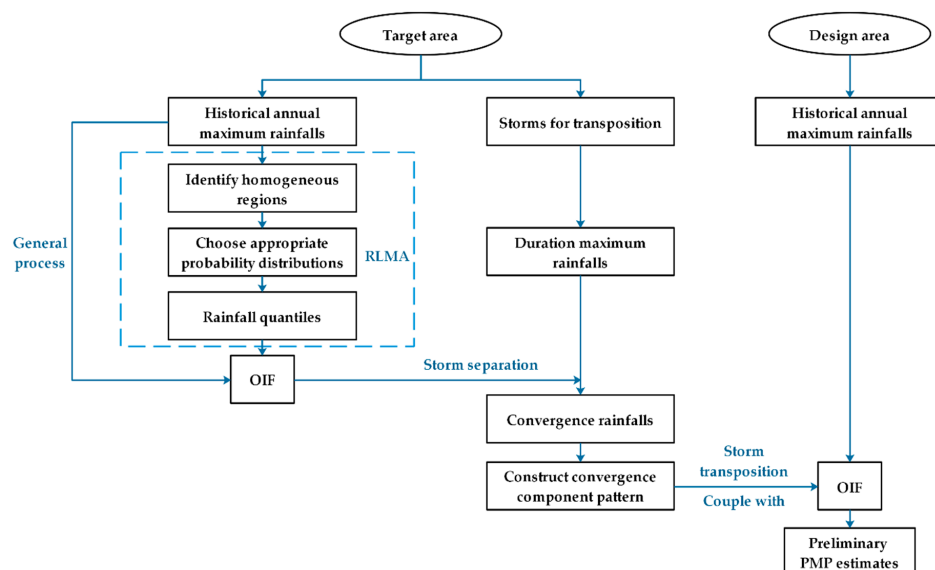 Target area
Design area
Historical annual
maximum rainfalls
Storms for transposition
Historical annual
maximum rainfalls
Identify homogeneous
regions
General
process
Choose appropriate
probability distributions
RLMA
Duration maximum
rainfalls
Rainfall quantiles
OIF
Storm separation
Convergence rainfalls
Construct convergence
component pattern
Storm
transposition
Couple with
OIF
Preliminary
PMP estimates